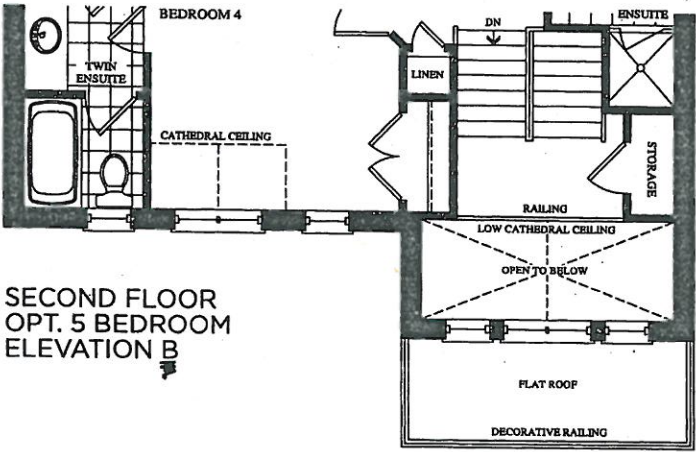 BEDROOM 4
DN
ENSUITE
TWIN
ENSUITE
LINEN
CATHEDRAL CEILING
STORAGE
RAILING
LOW CATHEDRAL CEILING
OPEN TO BELOW
SECOND FLOOR
OPT. 5 BEDROOM
ELEVATION B
FLAT ROOF
DECORATIVE RAILING